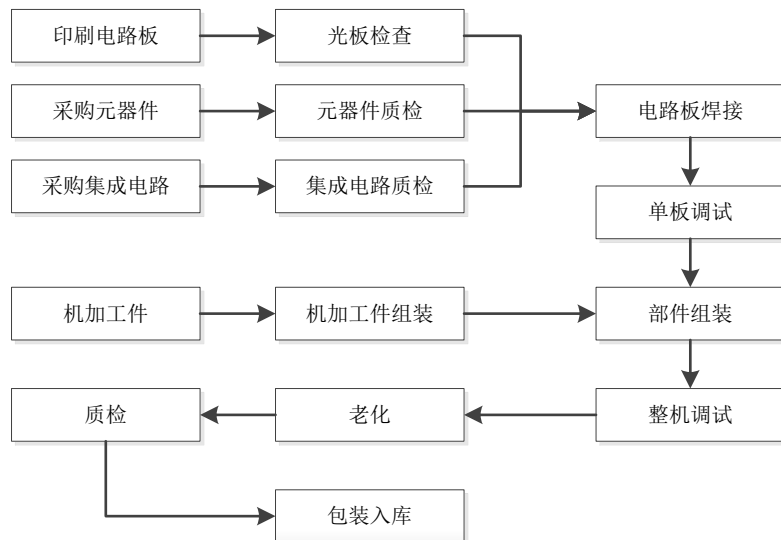 印刷电路板
光板检查
采购元器件
元器件质检
电路板焊接
采购集成电路
集成电路质检
单板调试
机加工件
机加工件组装
部件组装
质检
老化
整机调试
包装入库